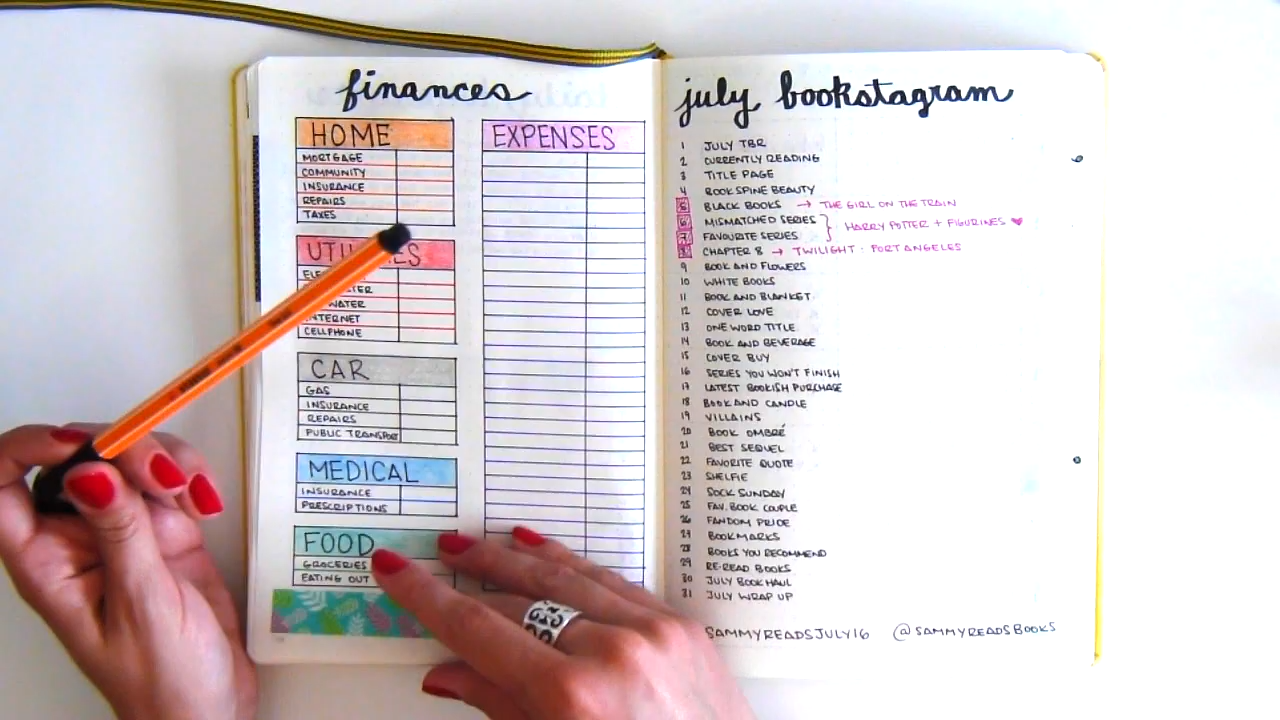 finances
HOME
MORTGAGE
COMMUNITY
INSURANCE
REPAIRS
TAXES
INTERNET
CELLPHONE
CAR
GAS
INSURANCE
REPAIRS
PUBLIC TRANSPORT
MEDICAL
INSURANCE
PRESCRIPTIONS
FOOD
GROCERIES
EATING OUT
EXPENSES
july bookstagram
1 JULY TBR
2 CURRENTLY READING
3 TITLE PAGE
4 BOOKSPINE BEAUTY
5 BLACK BOOKS → THE GIRL ON THE TRAIN
6 MISMATCHED SERIES } HARRY POTTER + FIGURINES ♥
7 FAVOURITE SERIES
8 CHAPTER 8 → TWILIGHT : PORT ANGELES
9 BOOK AND FLOWERS
10 WHITE BOOKS
11 BOOK AND BLANKET
12 COVER LOVE
13 ONE WORD TITLE
14 BOOK AND BEVERAGE
15 COVER BUY
16 SERIES YOU WON'T FINISH
17 LATEST BOOKISH PURCHASE
18 BOOK AND CANDLE
19 VILLAINS
20 BOOK OMBRÉ
21 BEST SEQUEL
22 FAVORITE QUOTE
23 SHELFIE
24 SOCK SUNDAY
25 FAV. BOOK COUPLE
26 FANDOM PRIDE
27 BOOKMARKS
28 BOOKS YOU RECOMMEND
29 RE-READ BOOKS
30 JULY BOOK HAUL
31 JULY WRAP UP
SAMMYREADSJULY16 @SAMMYREADSBOOKS